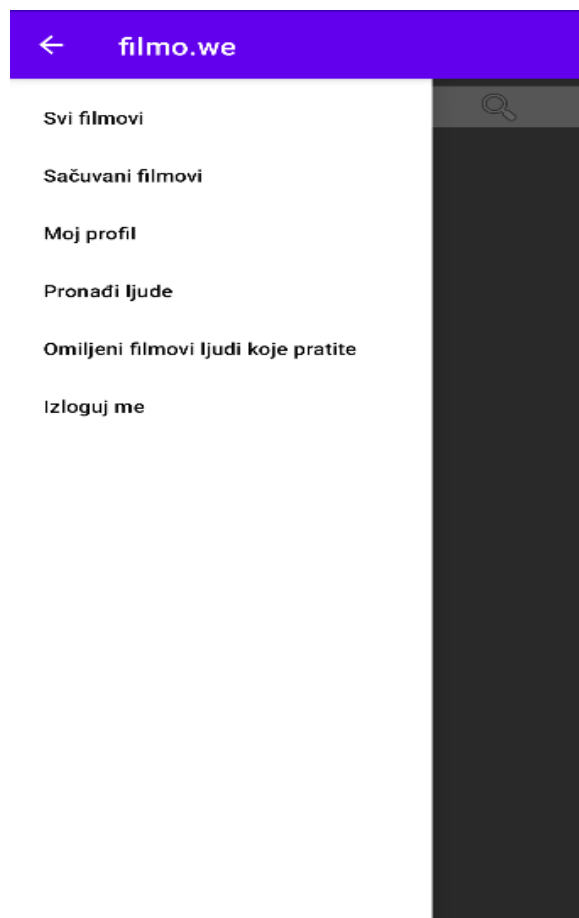 filmo.we
Svi filmovi
Sačuvani filmovi
Moj profil
Pronađi ljude
Omiljeni filmovi ljudi koje pratite
Izloguj me